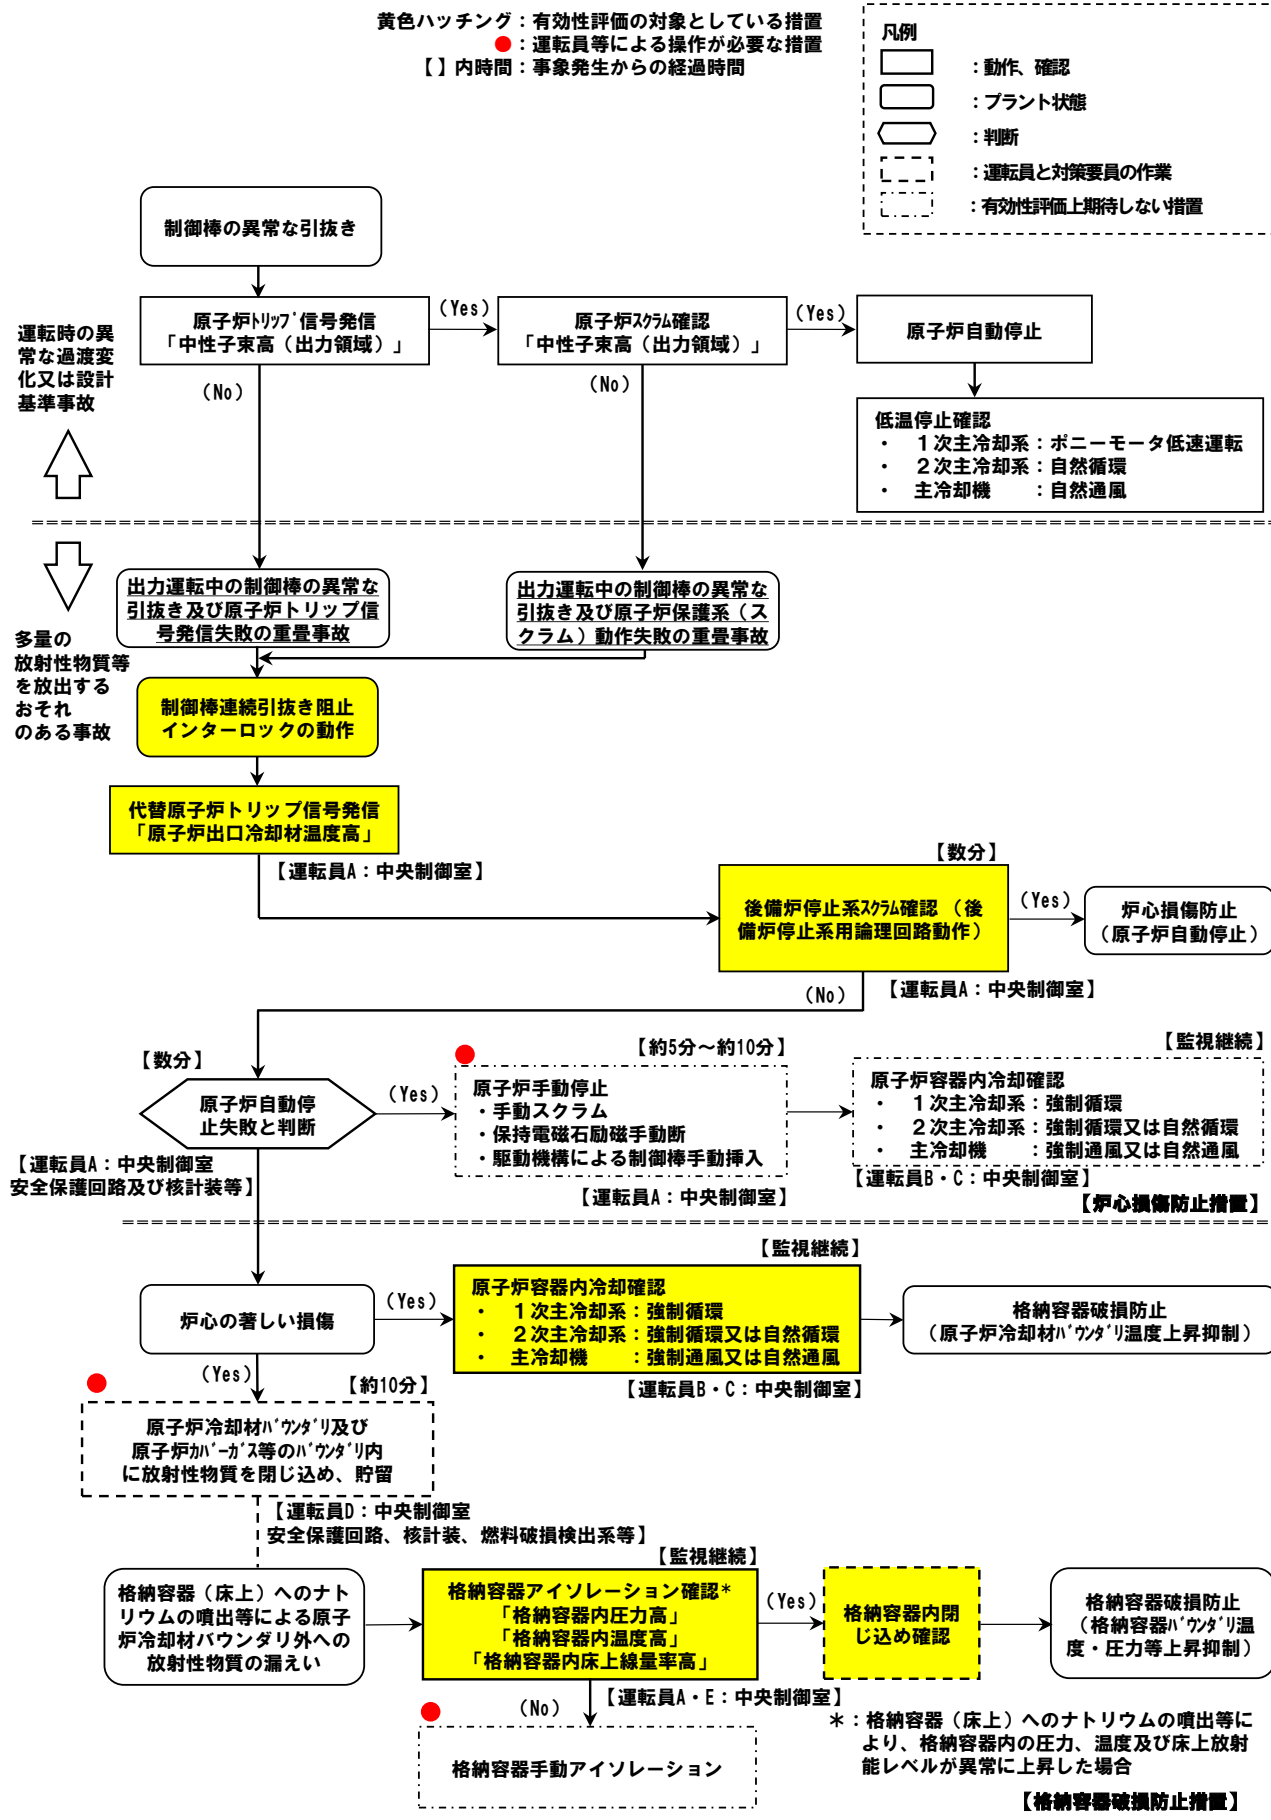 黄色ハッチング：有効性評価の対象としている措置
●：運転員等による操作が必要な措置
【 】内時間：事象発生からの経過時間
凡例
：動作、確認
：プラント状態
：判断
：運転員と対策要員の作業
：有効性評価上期待しない措置
制御棒の異常な引抜き
原子炉ﾄﾘｯﾌﾟ信号発信
「中性子束高（出力領域）」
（Yes）
原子炉ｽｸﾗﾑ確認
「中性子束高（出力領域）」
（Yes）
原子炉自動停止
運転時の異
常な過渡変
化又は設計
基準事故
（No）
（No）
低温停止確認
・　１次主冷却系：ポニーモータ低速運転
・　２次主冷却系：自然循環
・　主冷却機　　：自然通風
出力運転中の制御棒の異常な
引抜き及び原子炉トリップ信
号発信失敗の重畳事故
出力運転中の制御棒の異常な
引抜き及び原子炉保護系（ス
クラム）動作失敗の重畳事故
多量の
放射性物質等
を放出する
おそれ
のある事故
制御棒連続引抜き阻止
インターロックの動作
代替原子炉トリップ信号発信
「原子炉出口冷却材温度高」
【運転員A：中央制御室】
【数分】
後備炉停止系ｽｸﾗﾑ確認（後
備炉停止系用論理回路動作）
（Yes）
炉心損傷防止
（原子炉自動停止）
【運転員A：中央制御室】
（No）
【数分】
原子炉自動停
止失敗と判断
（Yes）
【運転員A：中央制御室
安全保護回路及び核計装等】
【約5分～約10分】
原子炉手動停止
・手動スクラム
・保持電磁石励磁手動断
・駆動機構による制御棒手動挿入
【運転員A：中央制御室】
【監視継続】
原子炉容器内冷却確認
・　１次主冷却系：強制循環
・　２次主冷却系：強制循環又は自然循環
・　主冷却機　　：強制通風又は自然通風
【運転員B・C：中央制御室】
【炉心損傷防止措置】
【監視継続】
炉心の著しい損傷
（Yes）
原子炉容器内冷却確認
・　１次主冷却系：強制循環
・　２次主冷却系：強制循環又は自然循環
・　主冷却機　　：強制通風又は自然通風
【運転員B・C：中央制御室】
格納容器破損防止
（原子炉冷却材ﾊﾞｳﾝﾀﾞﾘ温度上昇抑制）
（Yes）
【約10分】
原子炉冷却材ﾊﾞｳﾝﾀﾞﾘ及び
原子炉ｶﾊﾞｰｶﾞｽ等のﾊﾞｳﾝﾀﾞﾘ内
に放射性物質を閉じ込め、貯留
【運転員D：中央制御室
安全保護回路、核計装、燃料破損検出系等】
【監視継続】
格納容器（床上）へのナト
リウムの噴出等による原子
炉冷却材バウンダリ外への
放射性物質の漏えい
格納容器アイソレーション確認＊
「格納容器内圧力高」
「格納容器内温度高」
「格納容器内床上線量率高」
（Yes）
格納容器内閉
じ込め確認
格納容器破損防止
（格納容器ﾊﾞｳﾝﾀﾞﾘ温
度・圧力等上昇抑制）
【運転員A・E：中央制御室】
（No）
格納容器手動アイソレーション
＊：格納容器（床上）へのナトリウムの噴出等に
より、格納容器内の圧力、温度及び床上放射
能レベルが異常に上昇した場合
【格納容器破損防止措置】